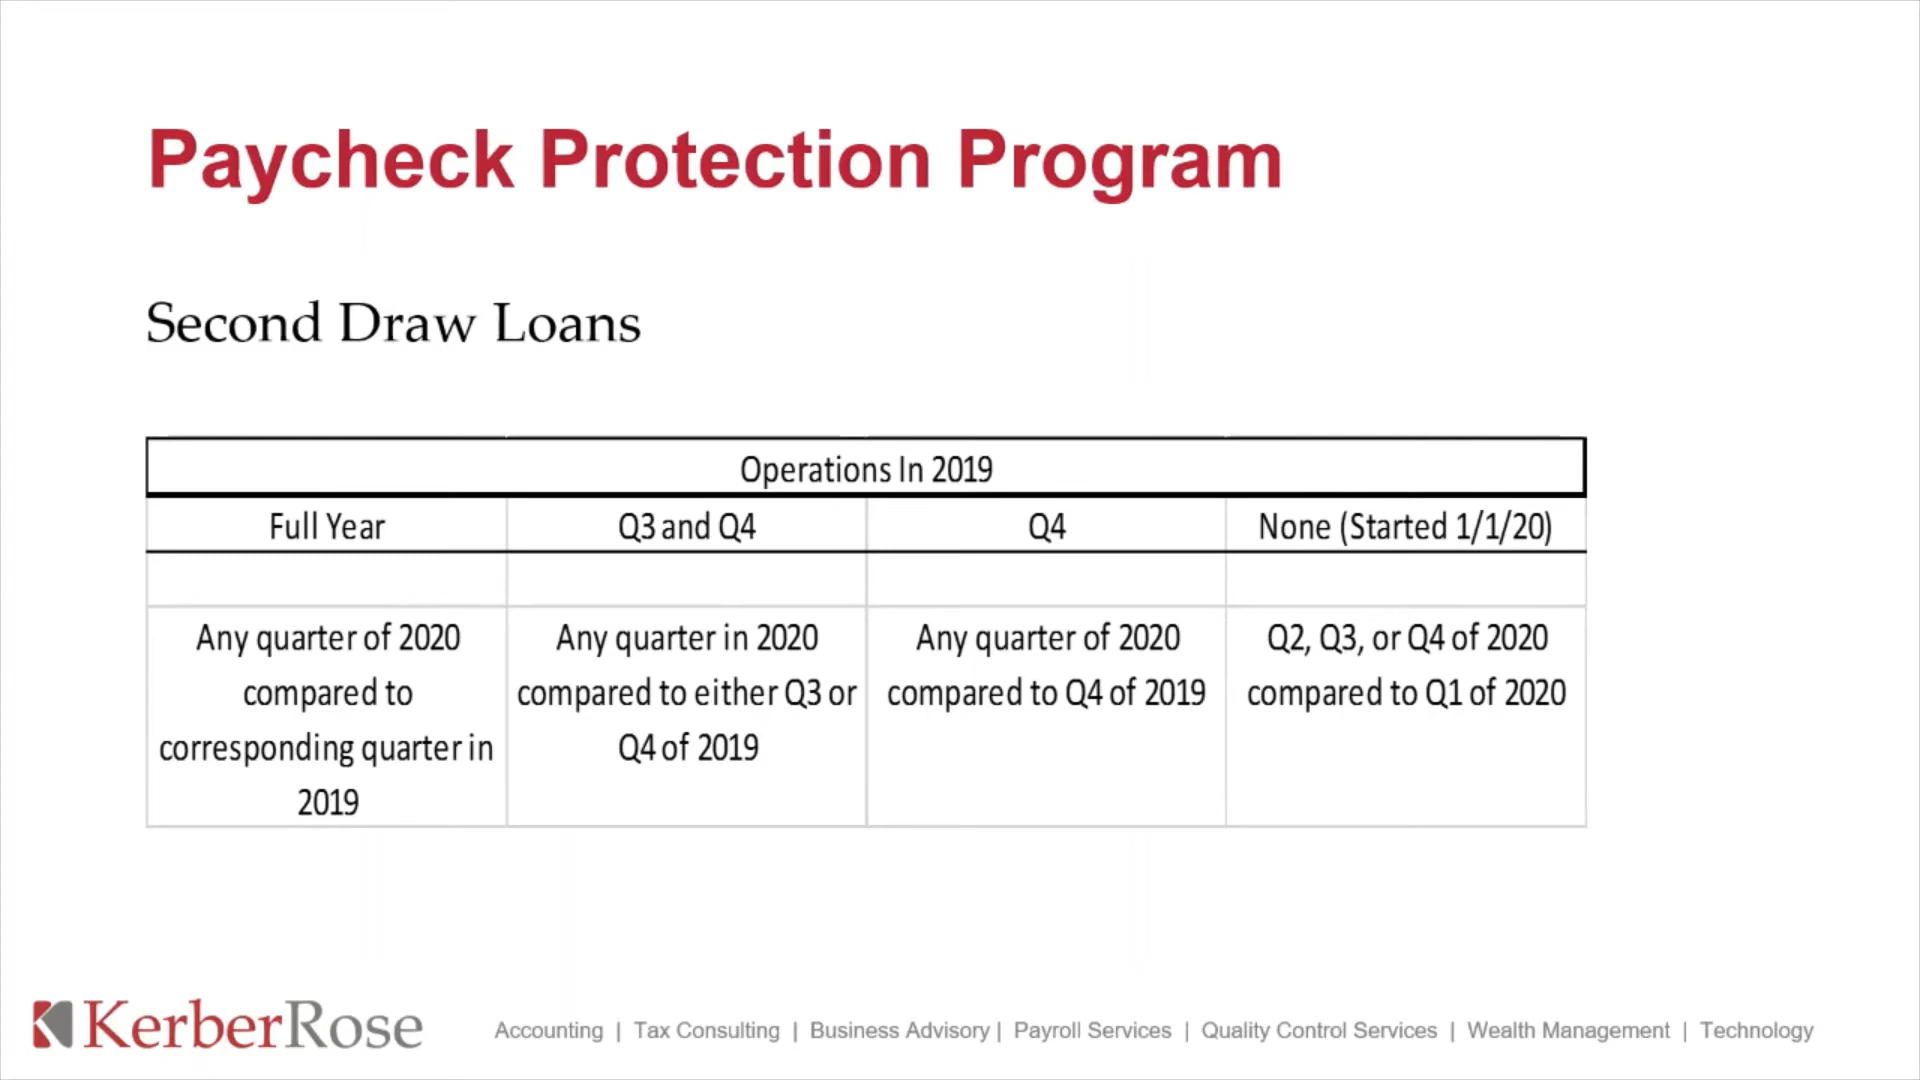 Paycheck Protection Program
Second Draw Loans
Operations In 2019
Full Year
Q3 and Q4
Q4
None (Started 1/1/20)
Any quarter of 2020
compared to
corresponding quarter in
2019
Any quarter in 2020
compared to either Q3 or
Q4 of 2019
Any quarter of 2020
compared to Q4 of 2019
Q2, Q3, or Q4 of 2020
compared to Q1 of 2020
KerberRose
Accounting | Tax Consulting | Business Advisory | Payroll Services | Quality Control Services | Wealth Management | Technology